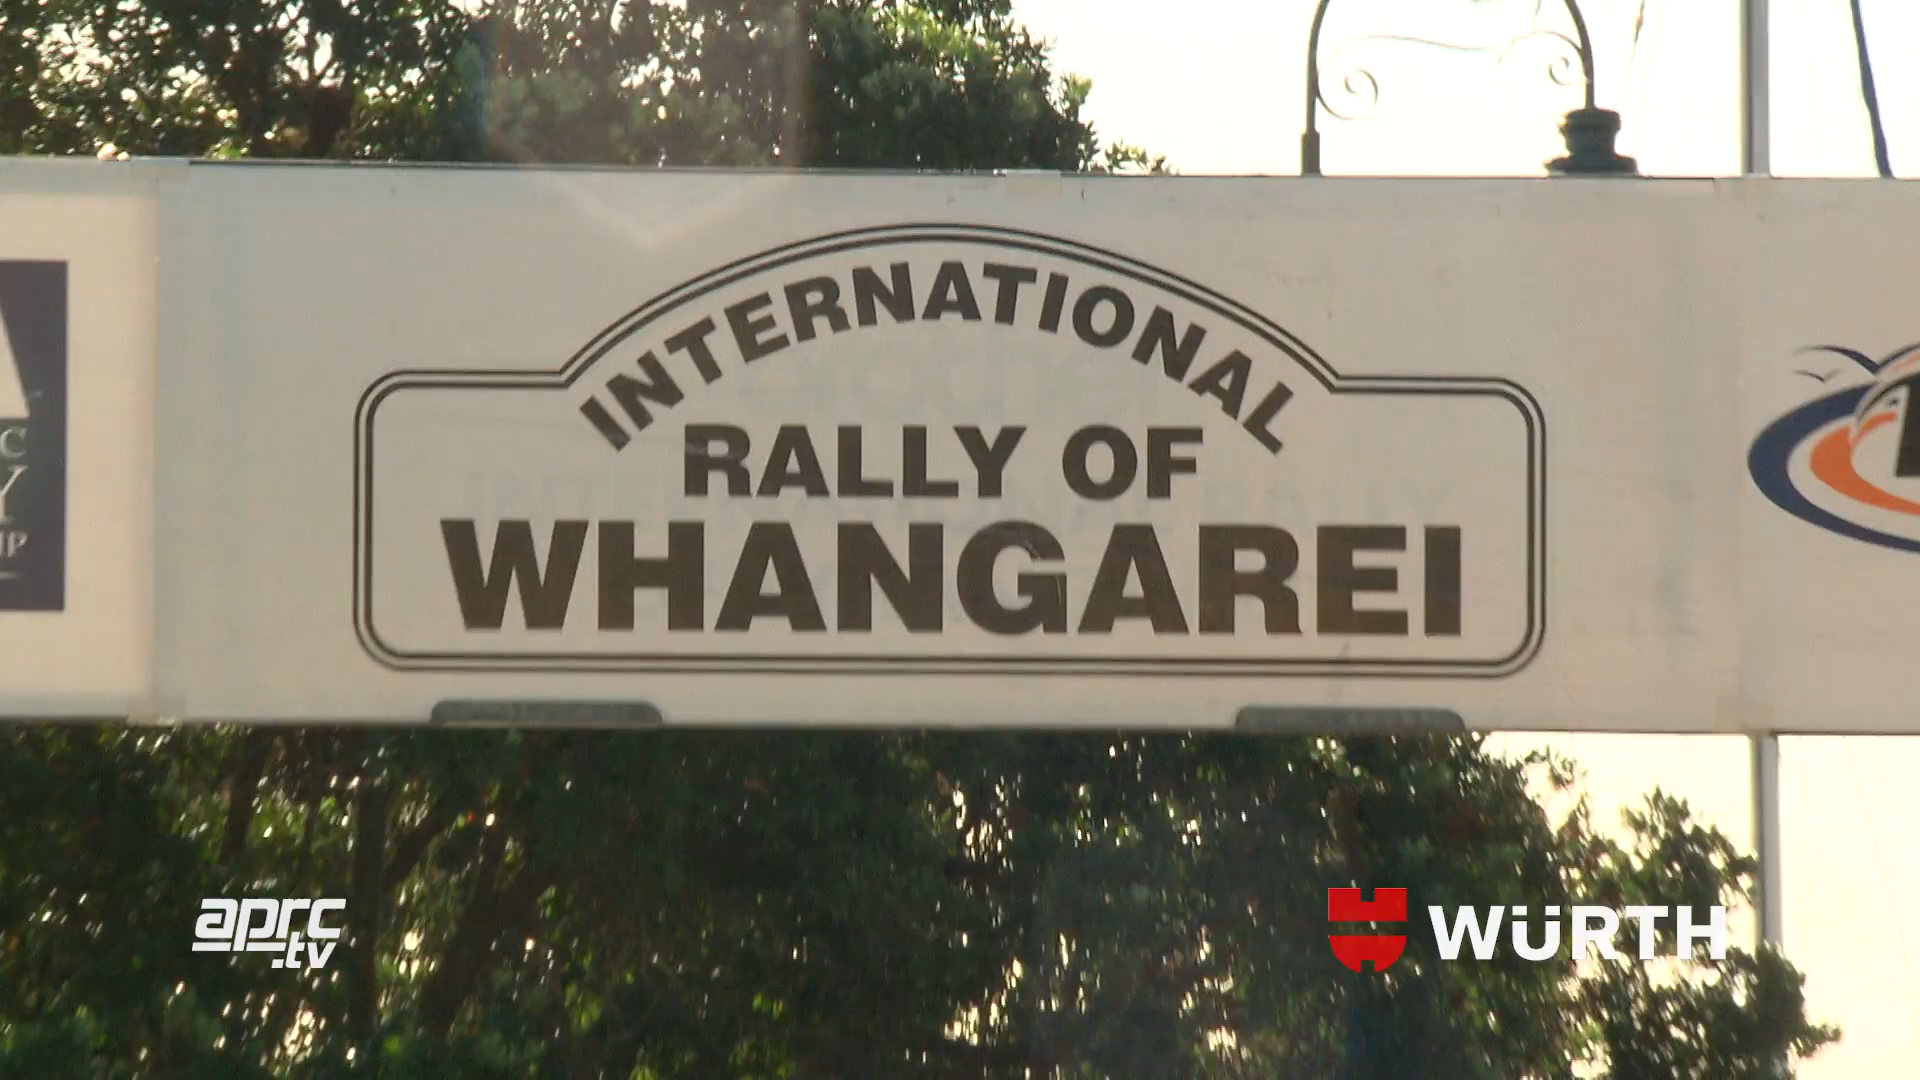 INTERNATIONAL
RALLY OF
WHANGAREI
aprc
.tv
WÜRTH